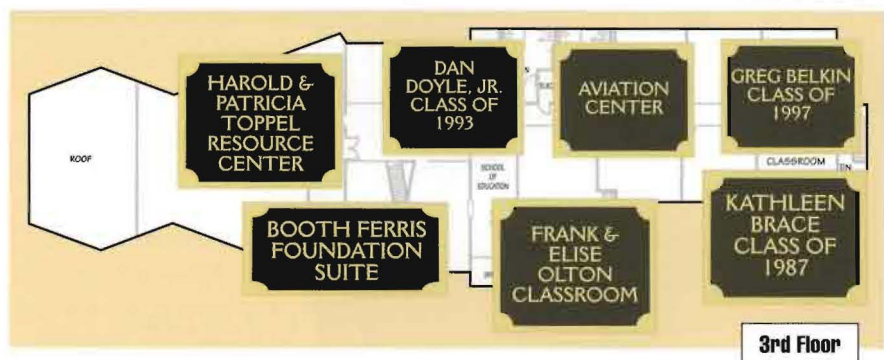 HAROLD &
PATRICIA
TOPPEL
RESOURCE
CENTER
DAN
DOYLE, JR.
CLASS OF
1993
AVIATION
CENTER
GREG BELKIN
CLASS OF
1997
ROOF
SCHOOL
OF
EDUCATION
CLASSROOM
BOOTH FERRIS
FOUNDATION
SUITE
FRANK &
ELISE
OLTON
CLASSROOM
KATHLEEN
BRACE
CLASS OF
1987
3rd Floor